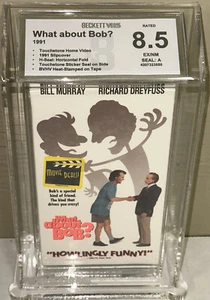 BECKETT VHS
What about Bob?
1991
• Touchstone Home Video
• 1991 Slipcover
• H-Seal: Horizontal Fold
• Touchstone Sticker Seal on Side
• BVHV Heat-Stamped on Tape
RATED
8.5
EX/NM
SEAL: A
BILL MURRAY RICHARD DREYFUSS
MOVIE
Bob's a special
kind of friend.
The kind that
drives you crazy!
What
about
BOB?
"HOWLINGLY FUNNY!"